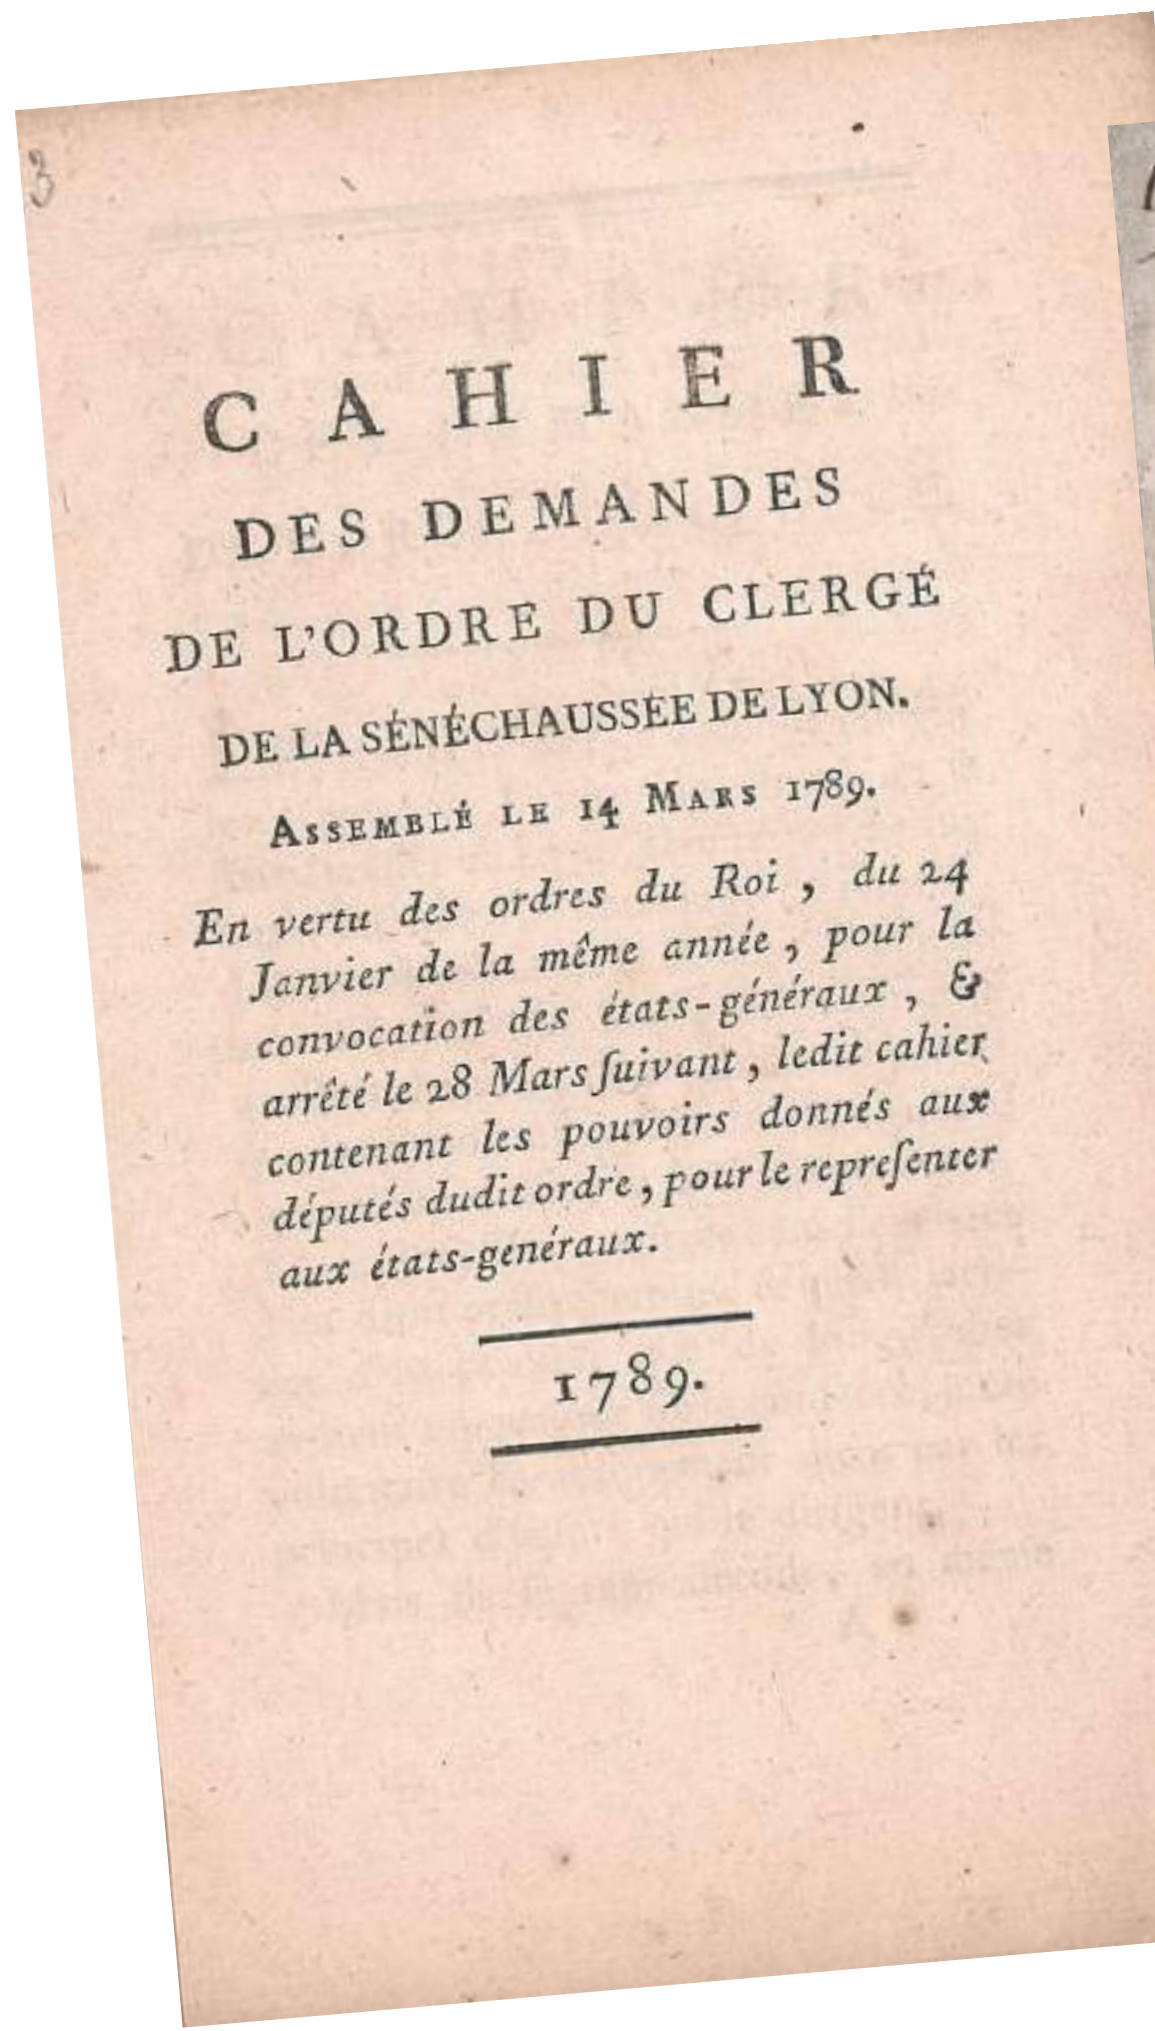 3
CAHIER
DES DEMANDES
DE L'ORDRE DU CLERGÉ
DE LA SÉNÉCHAUSSÉE DE LYON.
ASSEMBLÉ LE 14 MARS 1789.
En vertu des ordres du Roi, du 24
Janvier de la même année, pour la
convocation des états-généraux, &
arrêté le 28 Mars ſuivant, ledit cahier
contenant les pouvoirs donnés aux
députés dudit ordre, pour le repreſenter
aux états-genéraux.
1789.